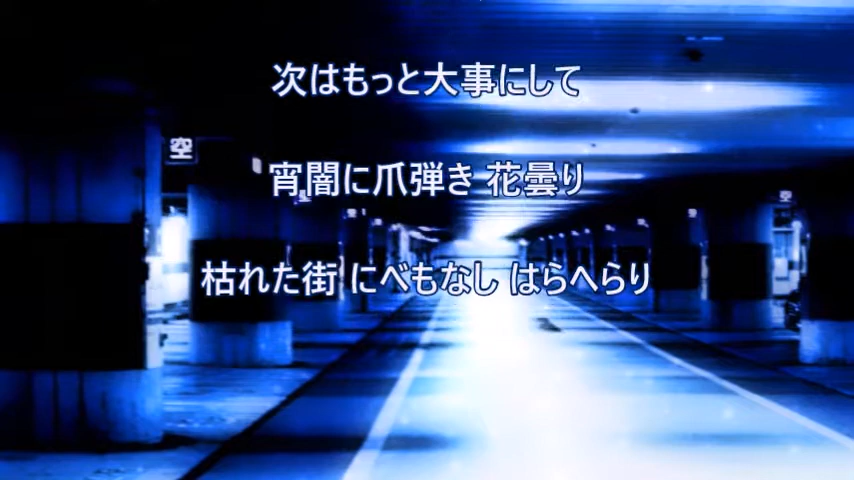 次はもっと大事にして
空
宵闇に爪弾き 花曇り
枯れた街 にべもなし はらへらり